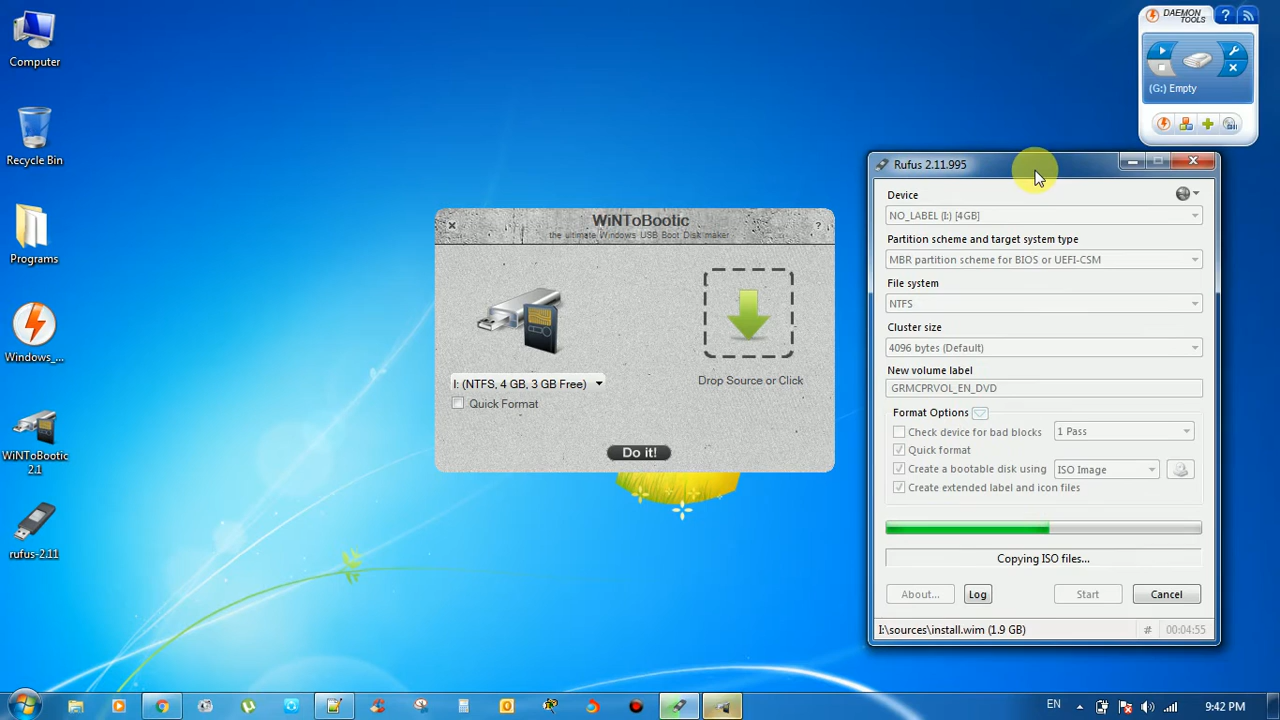 Computer
Recycle Bin
Programs
Windows_...
WiNToBootic
2.1
rufus-2.11
DAEMON
TOOLS
?
(G:) Empty
WiNToBootic
the ultimate Windows USB Boot Disk maker
?
I: (NTFS, 4 GB, 3 GB Free)
Quick Format
Drop Source or Click
Do it!
Rufus 2.11.995
Device
NO_LABEL (I:) [4GB]
Partition scheme and target system type
MBR partition scheme for BIOS or UEFI-CSM
File system
NTFS
Cluster size
4096 bytes (Default)
New volume label
GRMCPRVOL_EN_DVD
Format Options
Check device for bad blocks
1 Pass
Quick format
Create a bootable disk using
ISO Image
Create extended label and icon files
Copying ISO files...
About...
Log
Start
Cancel
I:\sources\install.wim (1.9 GB)
#
00:04:55
EN
9:42 PM